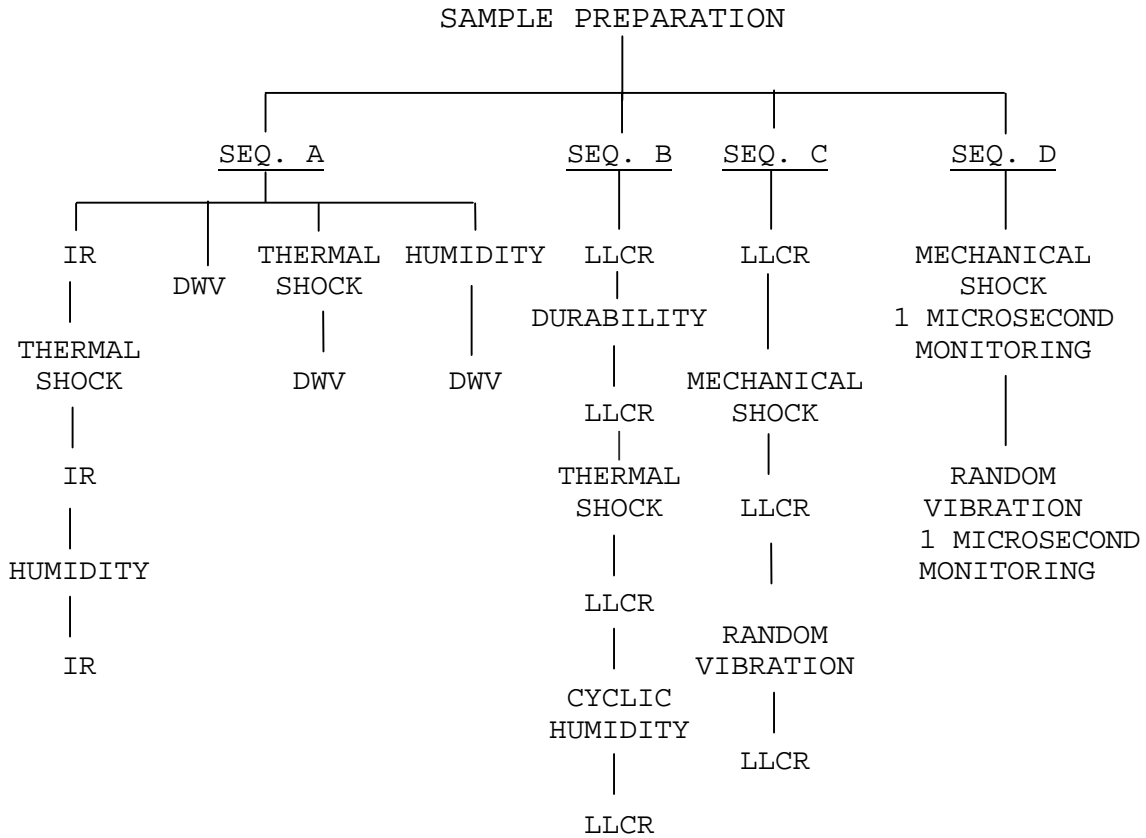 SAMPLE PREPARATION
SEQ. A
SEQ. B
SEQ. C
SEQ. D
IR
THERMAL
SHOCK
IR
HUMIDITY
IR
DWV
THERMAL
SHOCK
DWV
HUMIDITY
DWV
LLCR
DURABILITY
LLCR
THERMAL
SHOCK
LLCR
CYCLIC
HUMIDITY
LLCR
LLCR
MECHANICAL
SHOCK
LLCR
RANDOM
VIBRATION
LLCR
MECHANICAL
SHOCK
1 MICROSECOND
MONITORING
RANDOM
VIBRATION
1 MICROSECOND
MONITORING